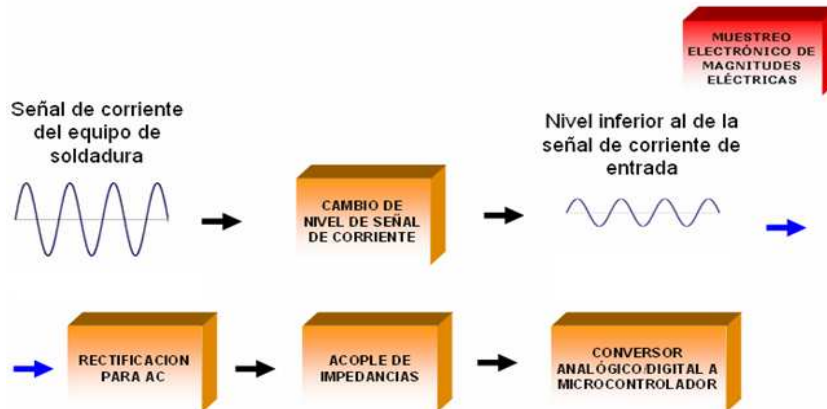 MUESTREO
ELECTRÓNICO DE
MAGNITUDES
ELÉCTRICAS
Señal de corriente
del equipo de
soldadura
CAMBIO DE
NIVEL DE SEÑAL
DE CORRIENTE
Nivel inferior al de la
señal de corriente de
entrada
RECTIFICACION
PARA AC
ACOPLE DE
IMPEDANCIAS
CONVERSOR
ANALÓGICO/DIGITAL A
MICROCONTROLADOR